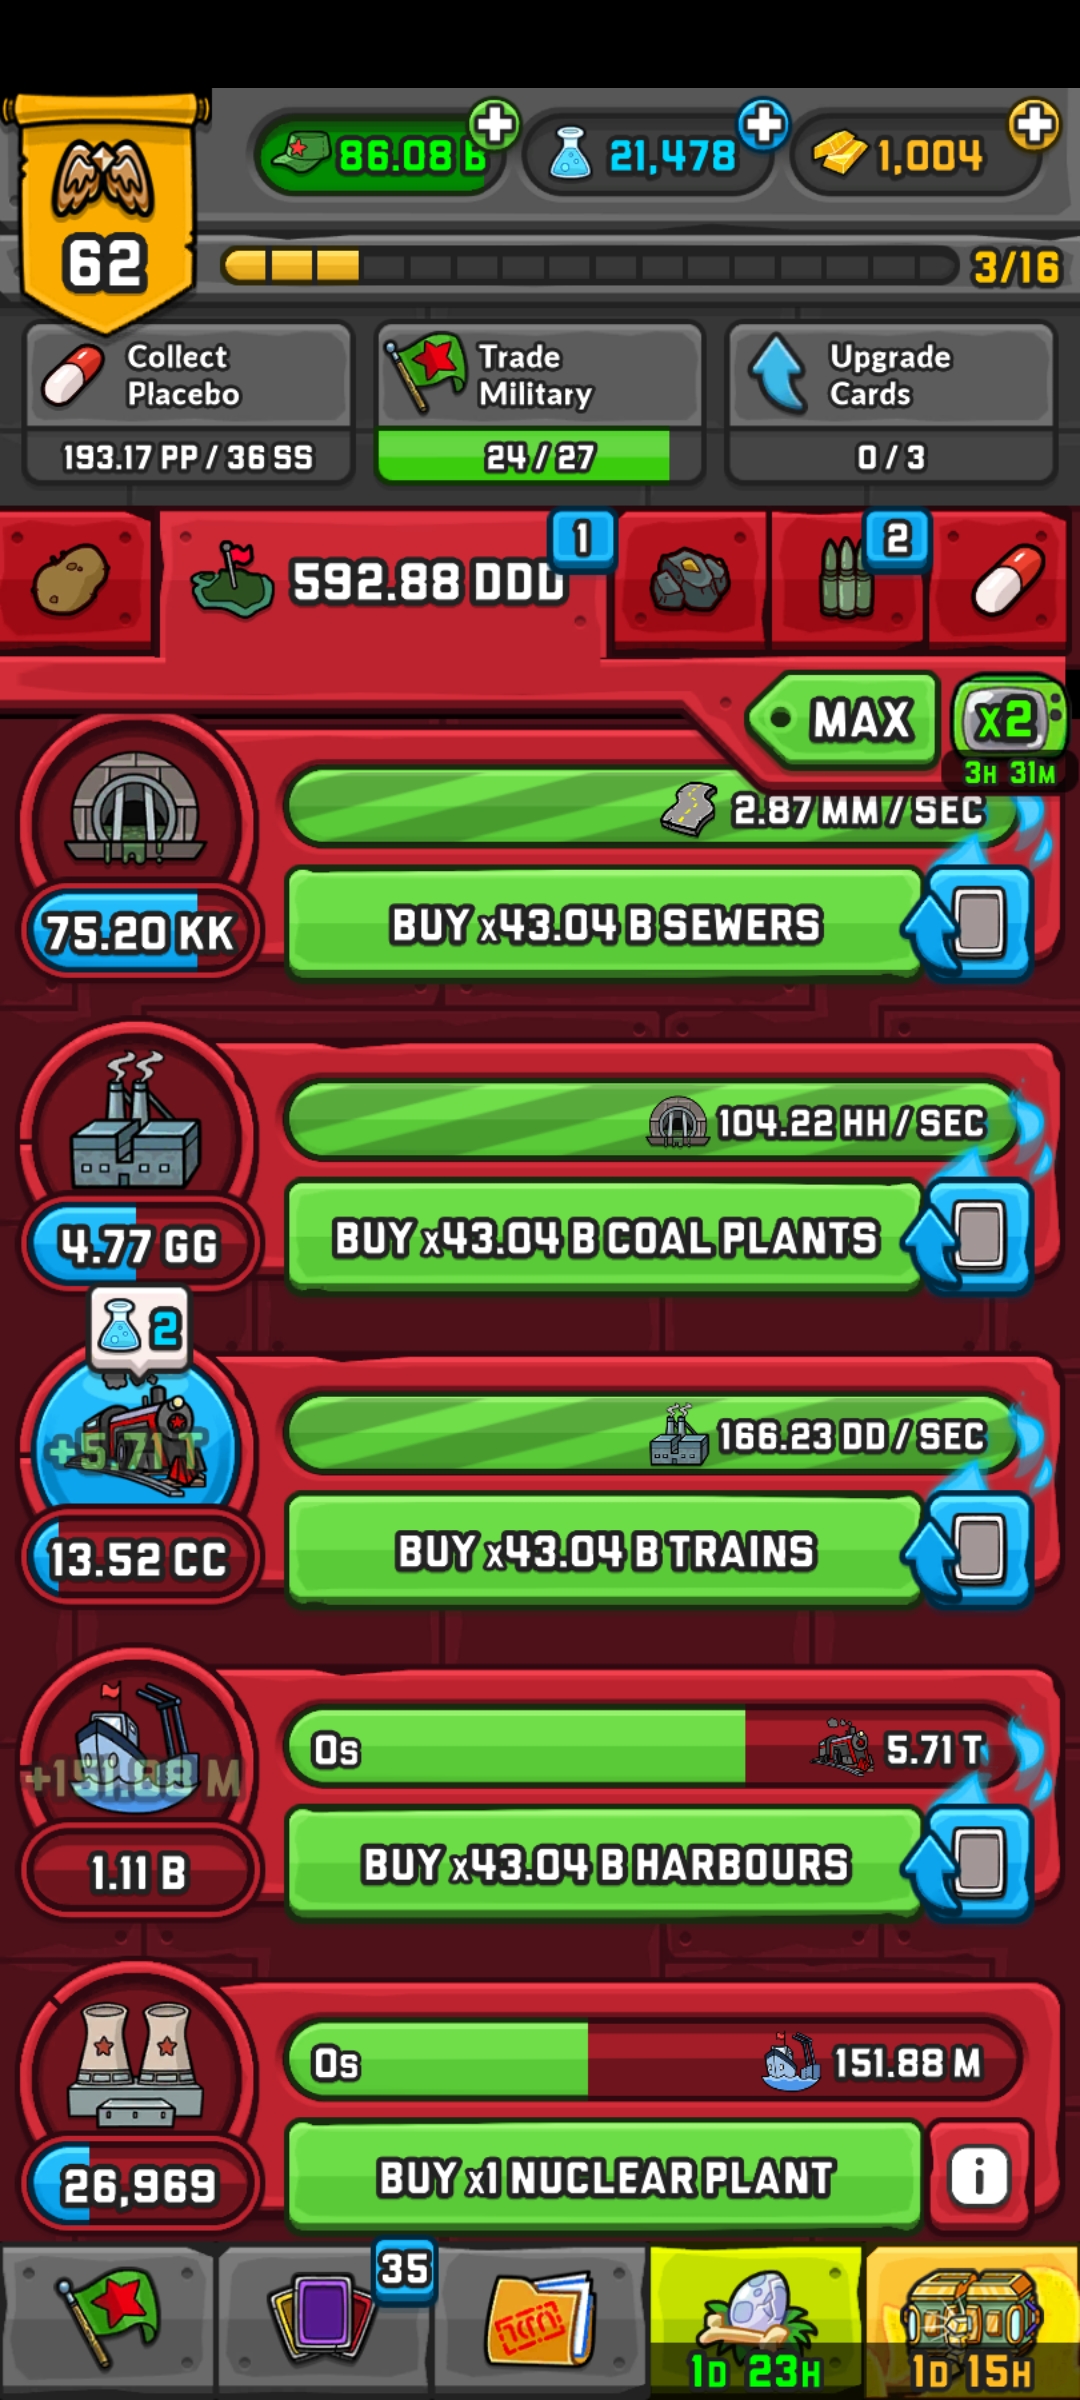 86.08 B
21,478
1,004
62
3/16
Collect
Placebo
193.17 PP / 36 SS
Trade
Military
24 / 27
Upgrade
Cards
0 / 3
592.88 DDD
1
2
MAX
x2
3H 31M
2.87 MM / SEC
75.20 KK
BUY x43.04 B SEWERS
104.22 HH / SEC
4.77 GG
BUY x43.04 B COAL PLANTS
2
+5.71 T
166.23 DD / SEC
13.52 CC
BUY x43.04 B TRAINS
0s
5.71 T
+151.88 M
1.11 B
BUY x43.04 B HARBOURS
0s
151.88 M
26,969
BUY x1 NUCLEAR PLANT
i
35
1D 23H
1D 15H